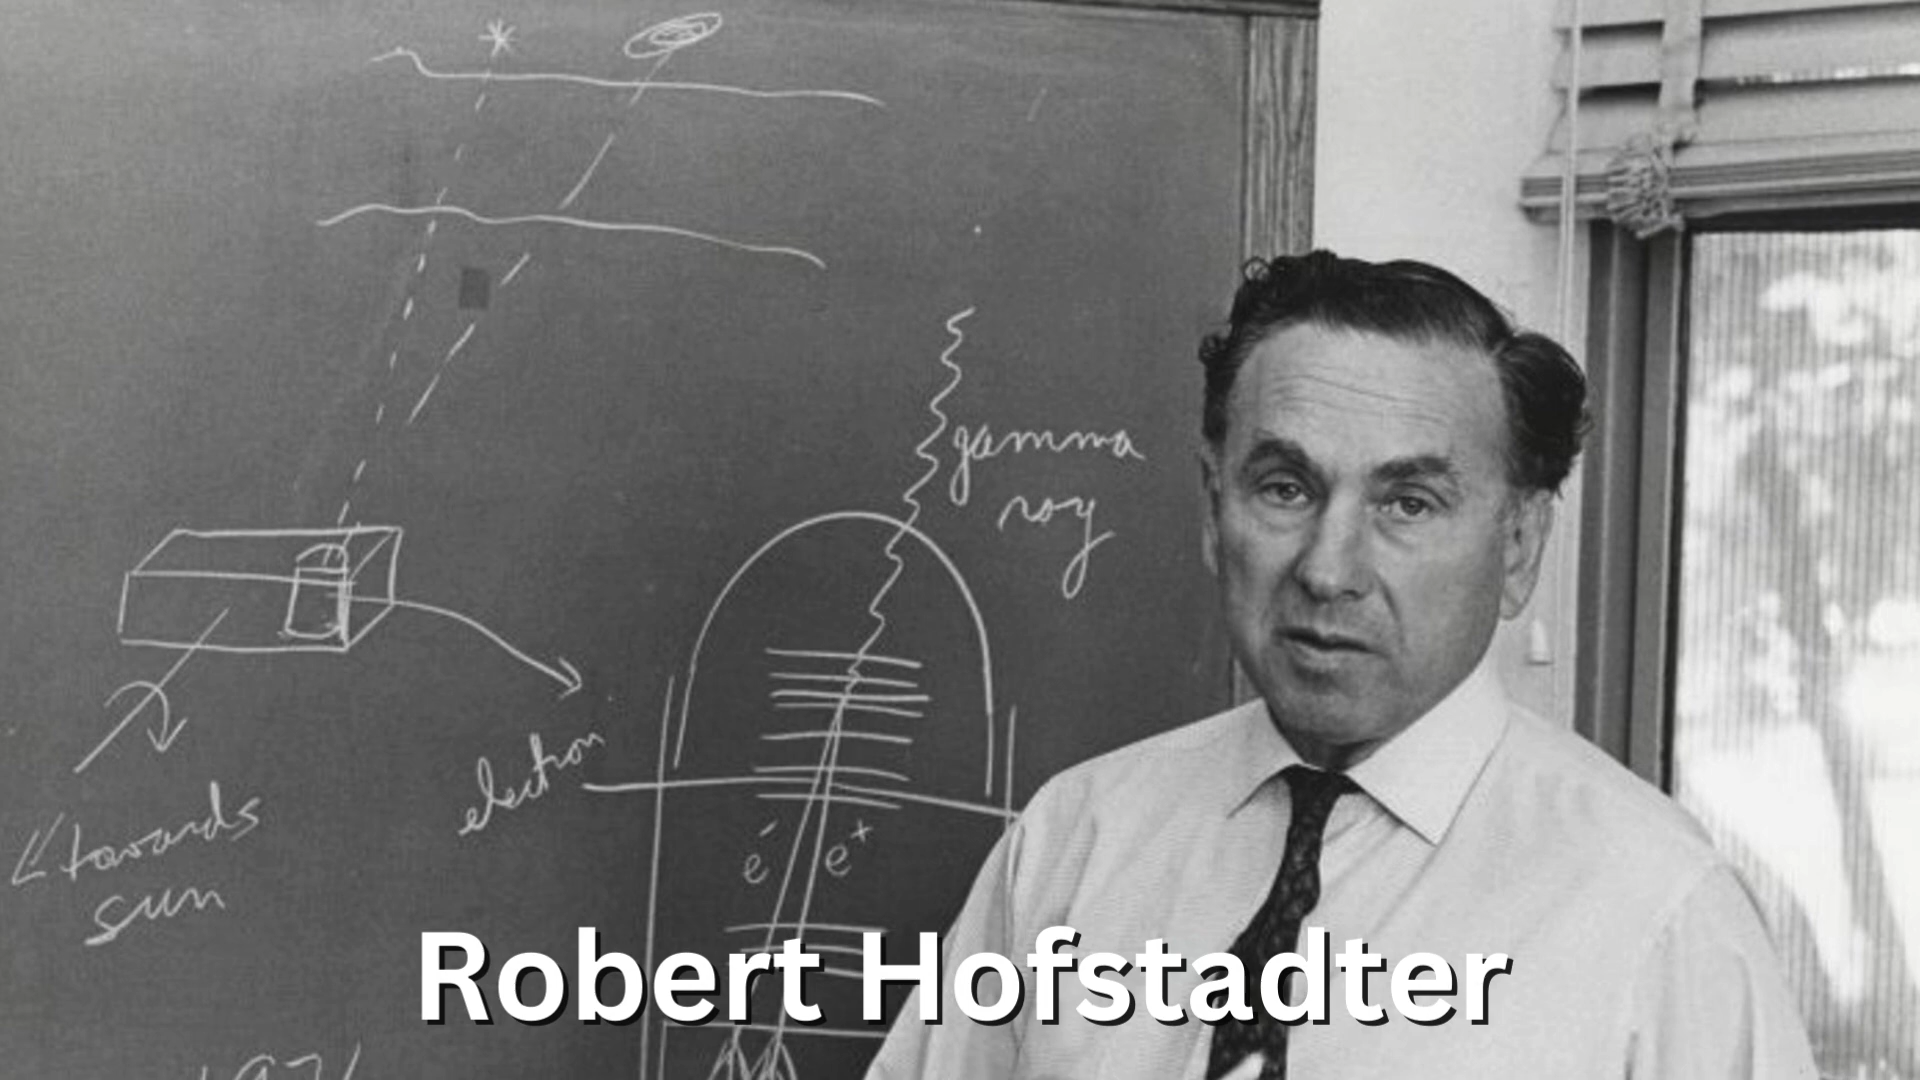 gamma
ray
electron
towards
sun
e-
e+
Robert Hofstadter